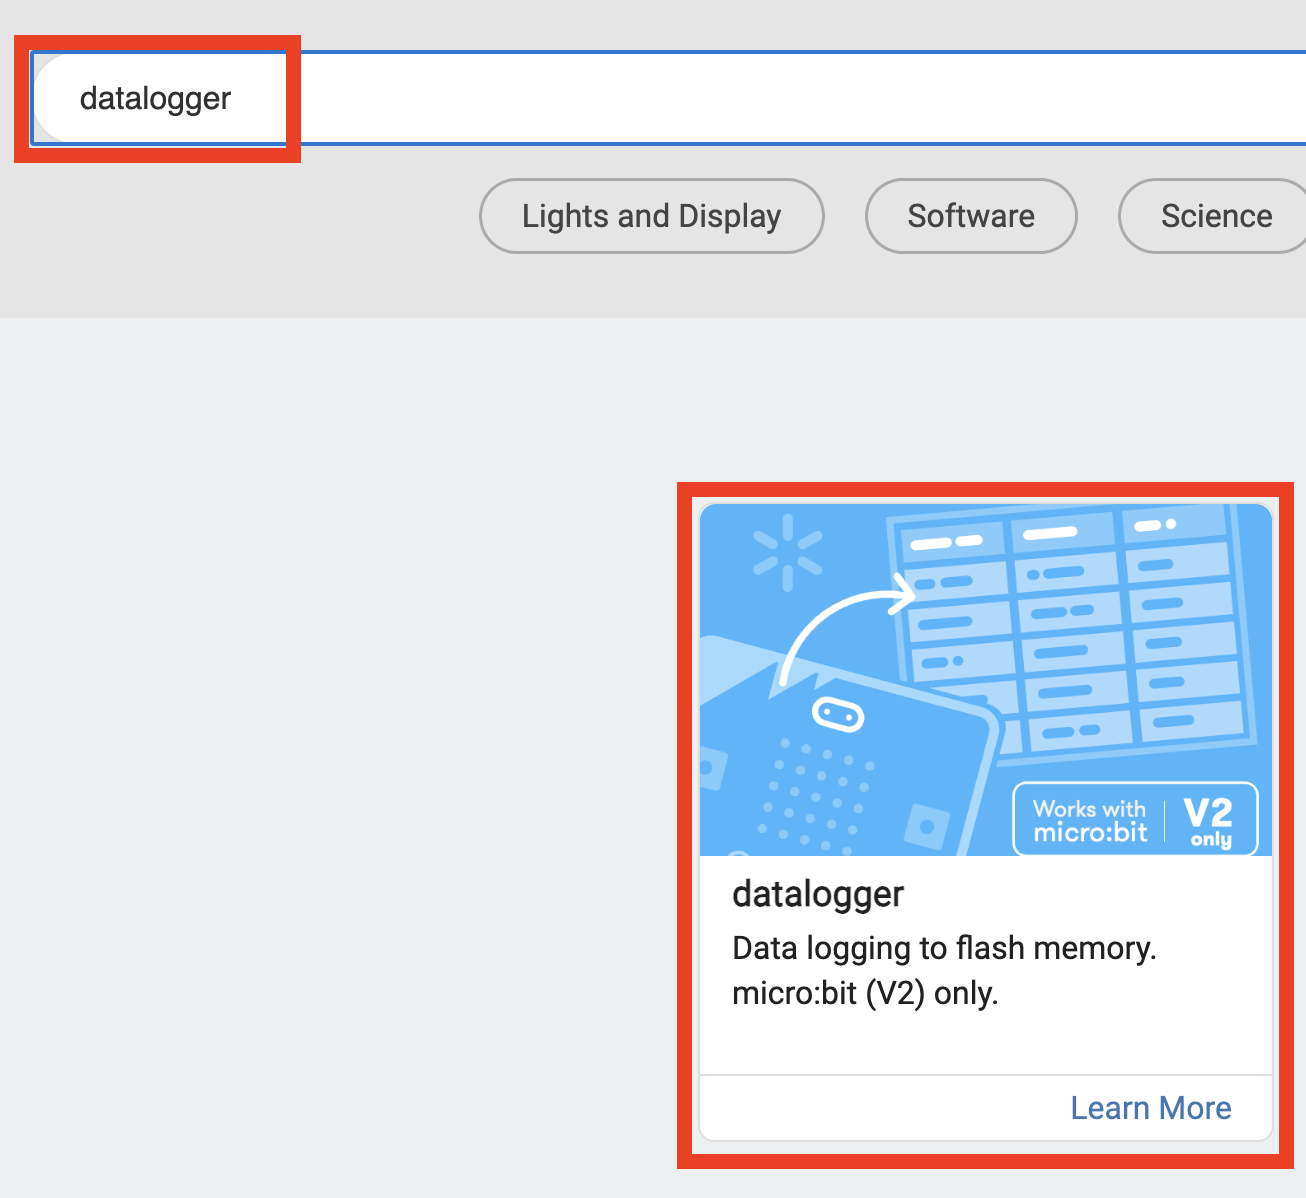 datalogger
Lights and Display
Software
Science
Works with
micro:bit
V2
only
datalogger
Data logging to flash memory.
micro:bit (V2) only.
Learn More